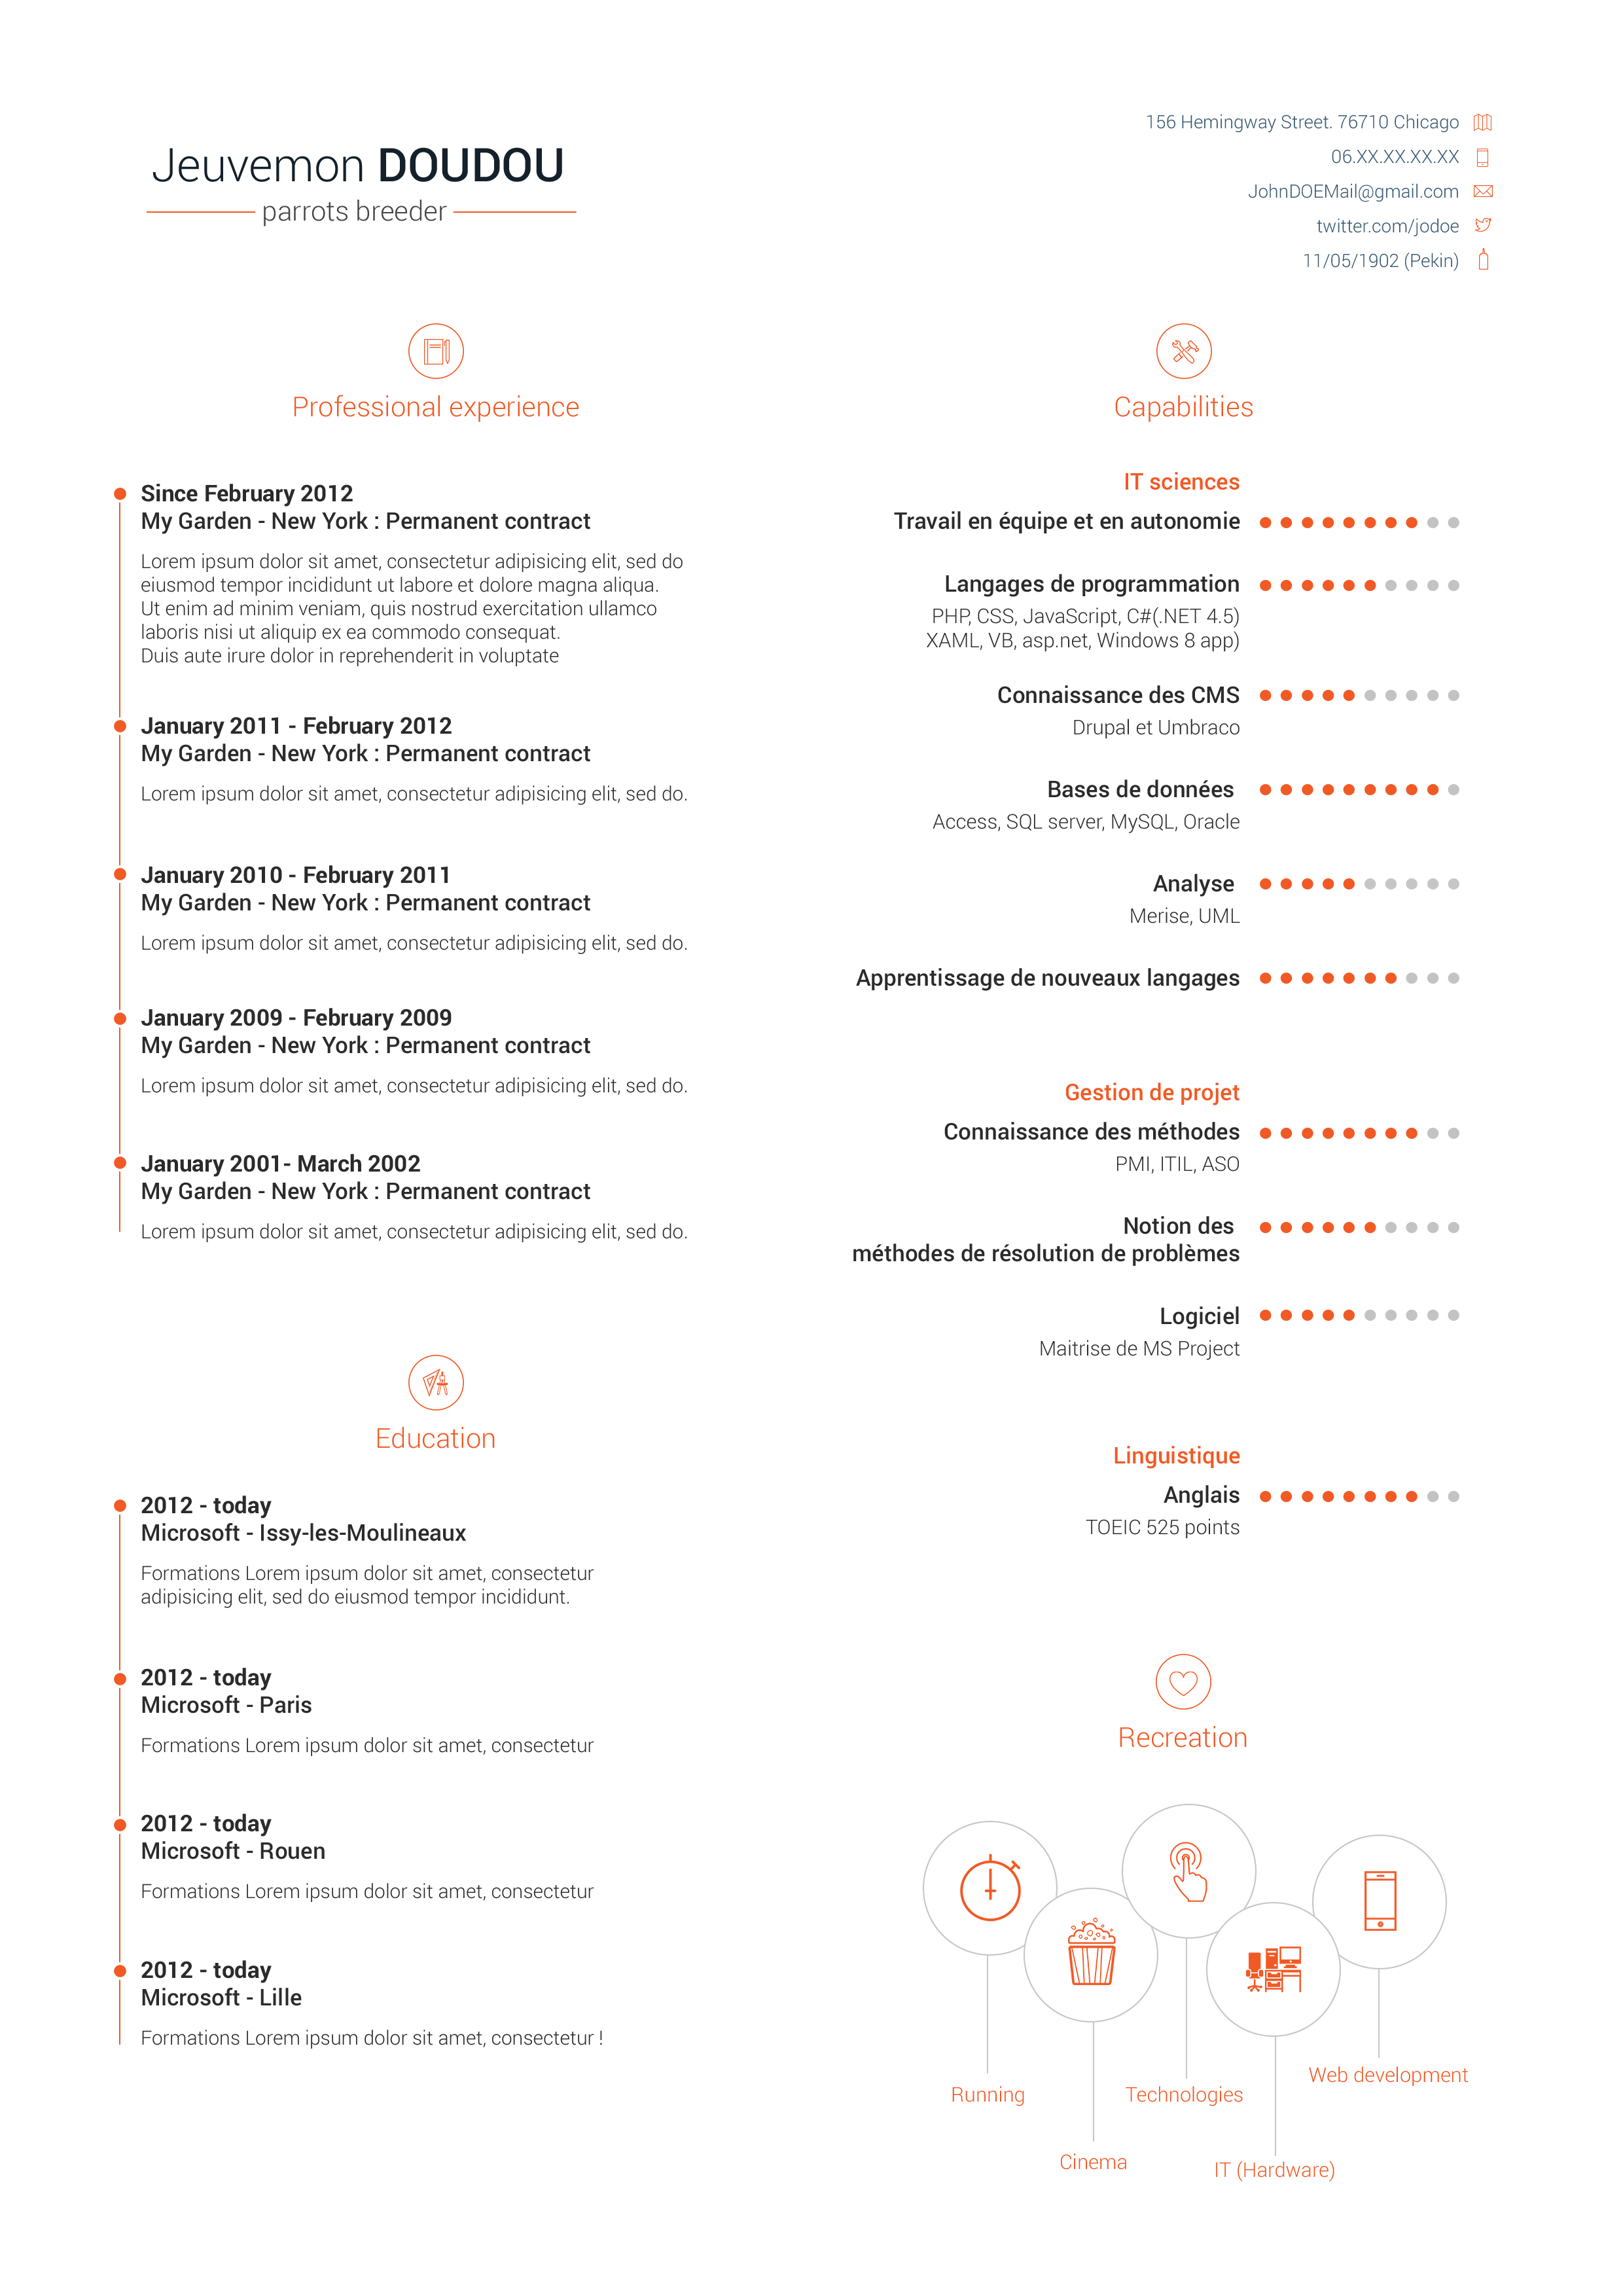 Jeuvemon DOUDOU
parrots breeder
156 Hemingway Street. 76710 Chicago
06.XX.XX.XX.XX
JohnDOEMail@gmail.com
twitter.com/jodoe
11/05/1902 (Pekin)
Professional experience
Since February 2012
My Garden - New York : Permanent contract
Lorem ipsum dolor sit amet, consectetur adipisicing elit, sed do
eiusmod tempor incididunt ut labore et dolore magna aliqua.
Ut enim ad minim veniam, quis nostrud exercitation ullamco
laboris nisi ut aliquip ex ea commodo consequat.
Duis aute irure dolor in reprehenderit in voluptate
January 2011 - February 2012
My Garden - New York : Permanent contract
Lorem ipsum dolor sit amet, consectetur adipisicing elit, sed do.
January 2010 - February 2011
My Garden - New York : Permanent contract
Lorem ipsum dolor sit amet, consectetur adipisicing elit, sed do.
January 2009 - February 2009
My Garden - New York : Permanent contract
Lorem ipsum dolor sit amet, consectetur adipisicing elit, sed do.
January 2001- March 2002
My Garden - New York : Permanent contract
Lorem ipsum dolor sit amet, consectetur adipisicing elit, sed do.
Education
2012 - today
Microsoft - Issy-les-Moulineaux
Formations Lorem ipsum dolor sit amet, consectetur
adipisicing elit, sed do eiusmod tempor incididunt.
2012 - today
Microsoft - Paris
Formations Lorem ipsum dolor sit amet, consectetur
2012 - today
Microsoft - Rouen
Formations Lorem ipsum dolor sit amet, consectetur
2012 - today
Microsoft - Lille
Formations Lorem ipsum dolor sit amet, consectetur !
Capabilities
IT sciences
Travail en équipe et en autonomie
Langages de programmation
PHP, CSS, JavaScript, C#(.NET 4.5)
XAML, VB, asp.net, Windows 8 app)
Connaissance des CMS
Drupal et Umbraco
Bases de données
Access, SQL server, MySQL, Oracle
Analyse
Merise, UML
Apprentissage de nouveaux langages
Gestion de projet
Connaissance des méthodes
PMI, ITIL, ASO
Notion des
méthodes de résolution de problèmes
Logiciel
Maitrise de MS Project
Linguistique
Anglais
TOEIC 525 points
Recreation
Running
Cinema
Technologies
IT (Hardware)
Web development